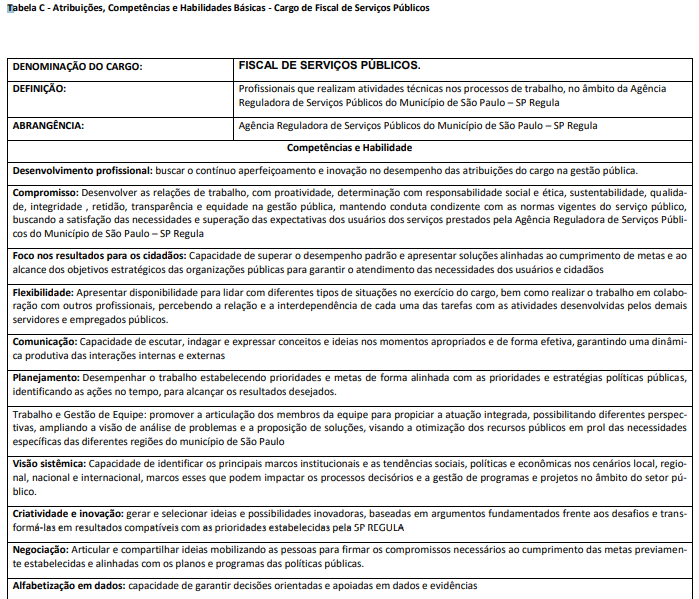 Tabela C - Atribuições, Competências e Habilidades Básicas - Cargo de Fiscal de Serviços Públicos
DENOMINAÇÃO DO CARGO: FISCAL DE SERVIÇOS PÚBLICOS.
DEFINIÇÃO: Profissionais que realizam atividades técnicas nos processos de trabalho, no âmbito da Agência
Reguladora de Serviços Públicos do Município de São Paulo – SP Regula
ABRANGÊNCIA: Agência Reguladora de Serviços Públicos do Município de São Paulo – SP Regula
Competências e Habilidade
Desenvolvimento profissional: buscar o contínuo aperfeiçoamento e inovação no desempenho das atribuições do cargo na gestão pública.
Compromisso: Desenvolver as relações de trabalho, com proatividade, determinação com responsabilidade social e ética, sustentabilidade, qualida-
de, integridade , retidão, transparência e equidade na gestão pública, mantendo conduta condizente com as normas vigentes do serviço público,
buscando a satisfação das necessidades e superação das expectativas dos usuários dos serviços prestados pela Agência Reguladora de Serviços Públi-
cos do Município de São Paulo – SP Regula
Foco nos resultados para os cidadãos: Capacidade de superar o desempenho padrão e apresentar soluções alinhadas ao cumprimento de metas e ao
alcance dos objetivos estratégicos das organizações públicas para garantir o atendimento das necessidades dos usuários e cidadãos
Flexibilidade: Apresentar disponibilidade para lidar com diferentes tipos de situações no exercício do cargo, bem como realizar o trabalho em colabo-
ração com outros profissionais, percebendo a relação e a interdependência de cada uma das tarefas com as atividades desenvolvidas pelos demais
servidores e empregados públicos.
Comunicação: Capacidade de escutar, indagar e expressar conceitos e ideias nos momentos apropriados e de forma efetiva, garantindo uma dinâmi-
ca produtiva das interações internas e externas
Planejamento: Desempenhar o trabalho estabelecendo prioridades e metas de forma alinhada com as prioridades e estratégias políticas públicas,
identificando as ações no tempo, para alcançar os resultados desejados.
Trabalho e Gestão de Equipe: promover a articulação dos membros da equipe para propiciar a atuação integrada, possibilitando diferentes perspec-
tivas, ampliando a visão de análise de problemas e a proposição de soluções, visando a otimização dos recursos públicos em prol das necessidades
específicas das diferentes regiões do município de São Paulo
Visão sistêmica: Capacidade de identificar os principais marcos institucionais e as tendências sociais, políticas e econômicas nos cenários local, regio-
nal, nacional e internacional, marcos esses que podem impactar os processos decisórios e a gestão de programas e projetos no âmbito do setor pú-
blico.
Criatividade e inovação: gerar e selecionar ideias e possibilidades inovadoras, baseadas em argumentos fundamentados frente aos desafios e trans-
formá-las em resultados compatíveis com as prioridades estabelecidas pela SP REGULA
Negociação: Articular e compartilhar ideias mobilizando as pessoas para firmar os compromissos necessários ao cumprimento das metas previamen-
te estabelecidas e alinhadas com os planos e programas das políticas públicas.
Alfabetização em dados: capacidade de garantir decisões orientadas e apoiadas em dados e evidências